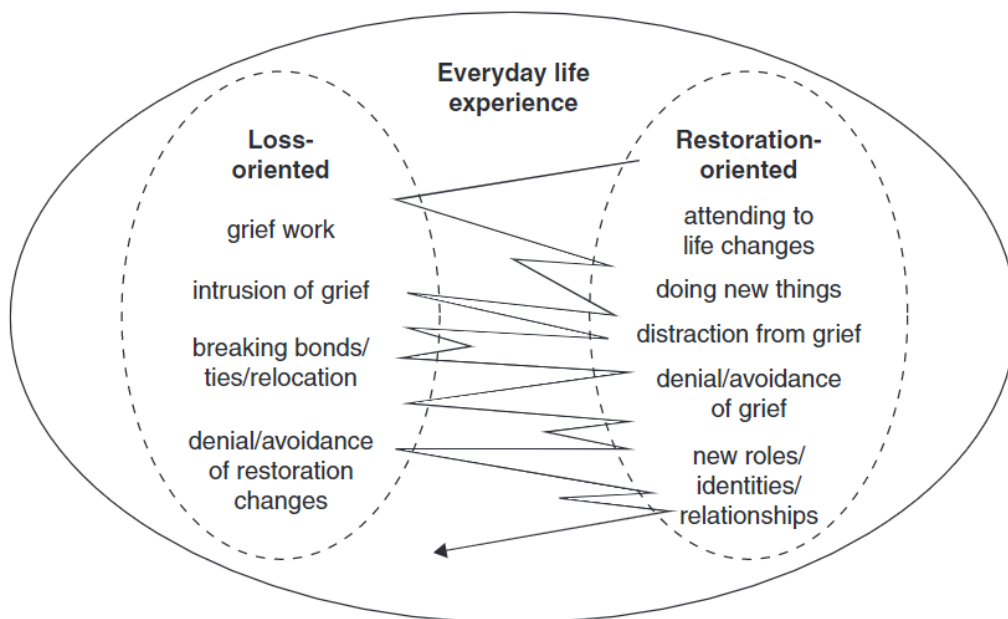 Everyday life
experience
Loss-
oriented
grief work
intrusion of grief
breaking bonds/
ties/relocation
denial/avoidance
of restoration
changes
Restoration-
oriented
attending to
life changes
doing new things
distraction from grief
denial/avoidance
of grief
new roles/
identities/
relationships